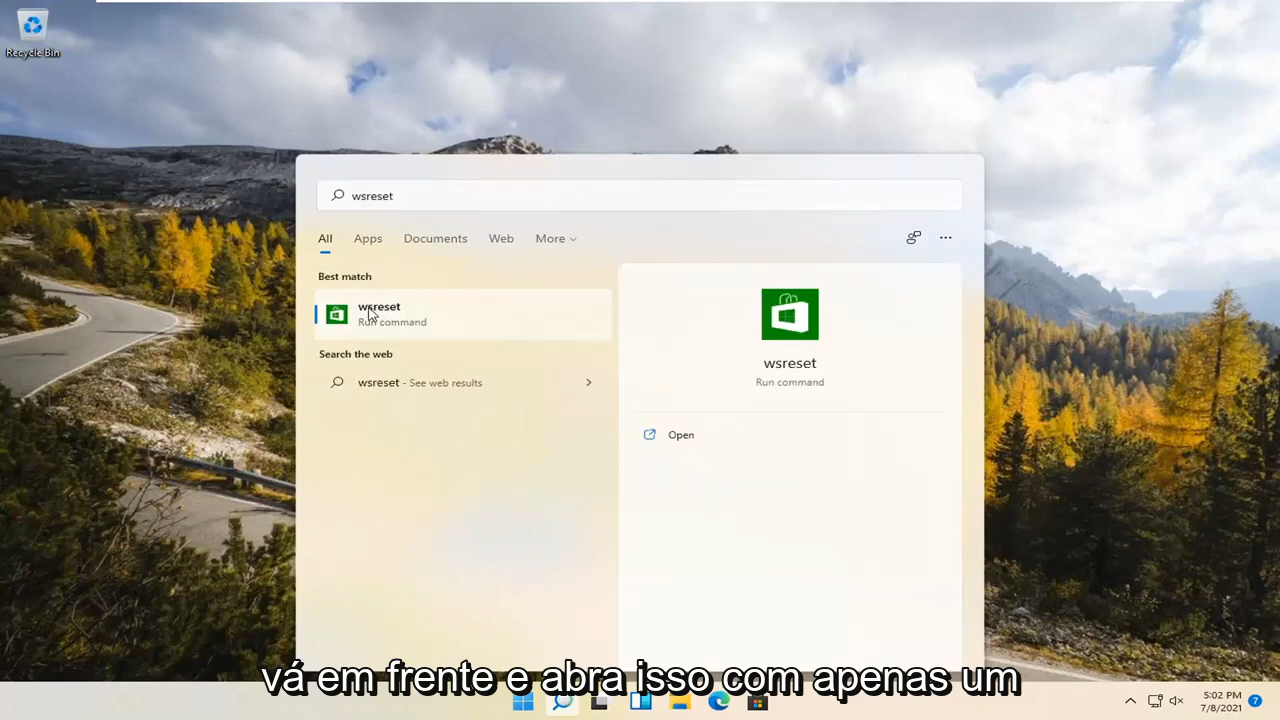 Recycle Bin
wsreset
All Apps Documents Web More
Best match
wsreset
Run command
Search the web
wsreset - See web results
wsreset
Run command
Open
vá em frente e abra isso com apenas um
5:02 PM
7/8/2021
7